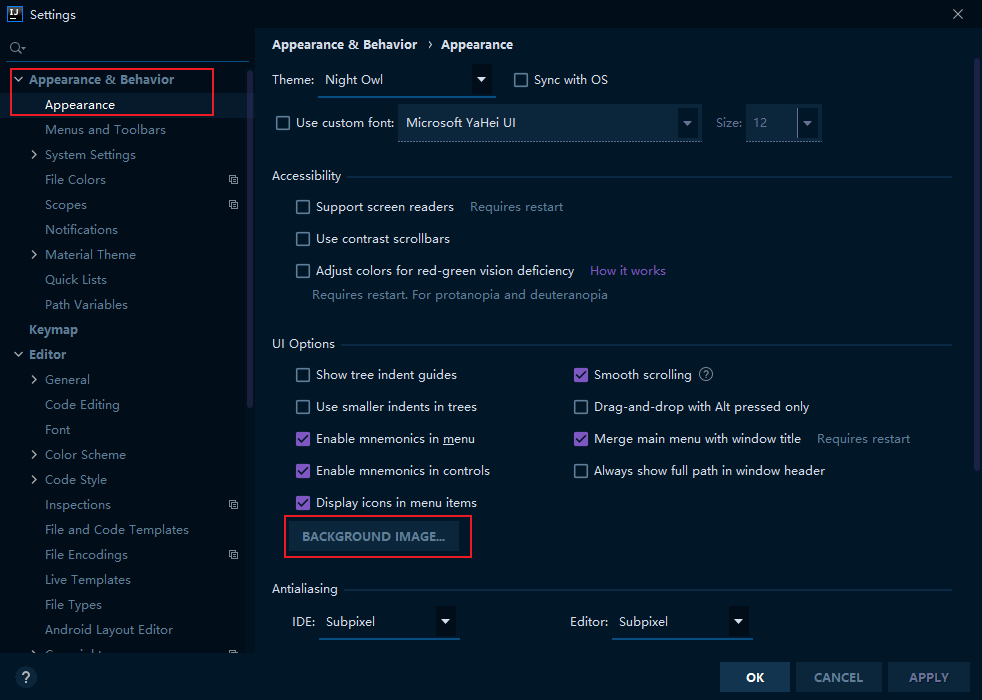 IJ Settings
Appearance & Behavior
Appearance
Menus and Toolbars
System Settings
File Colors
Scopes
Notifications
Material Theme
Quick Lists
Path Variables
Keymap
Editor
General
Code Editing
Font
Color Scheme
Code Style
Inspections
File and Code Templates
File Encodings
Live Templates
File Types
Android Layout Editor
Appearance & Behavior › Appearance
Theme: Night Owl Sync with OS
Use custom font: Microsoft YaHei UI Size: 12
Accessibility
Support screen readers Requires restart
Use contrast scrollbars
Adjust colors for red-green vision deficiency How it works
Requires restart. For protanopia and deuteranopia
UI Options
Show tree indent guides Smooth scrolling ?
Use smaller indents in trees Drag-and-drop with Alt pressed only
Enable mnemonics in menu Merge main menu with window title Requires restart
Enable mnemonics in controls Always show full path in window header
Display icons in menu items
BACKGROUND IMAGE...
Antialiasing
IDE: Subpixel Editor: Subpixel
? OK CANCEL APPLY